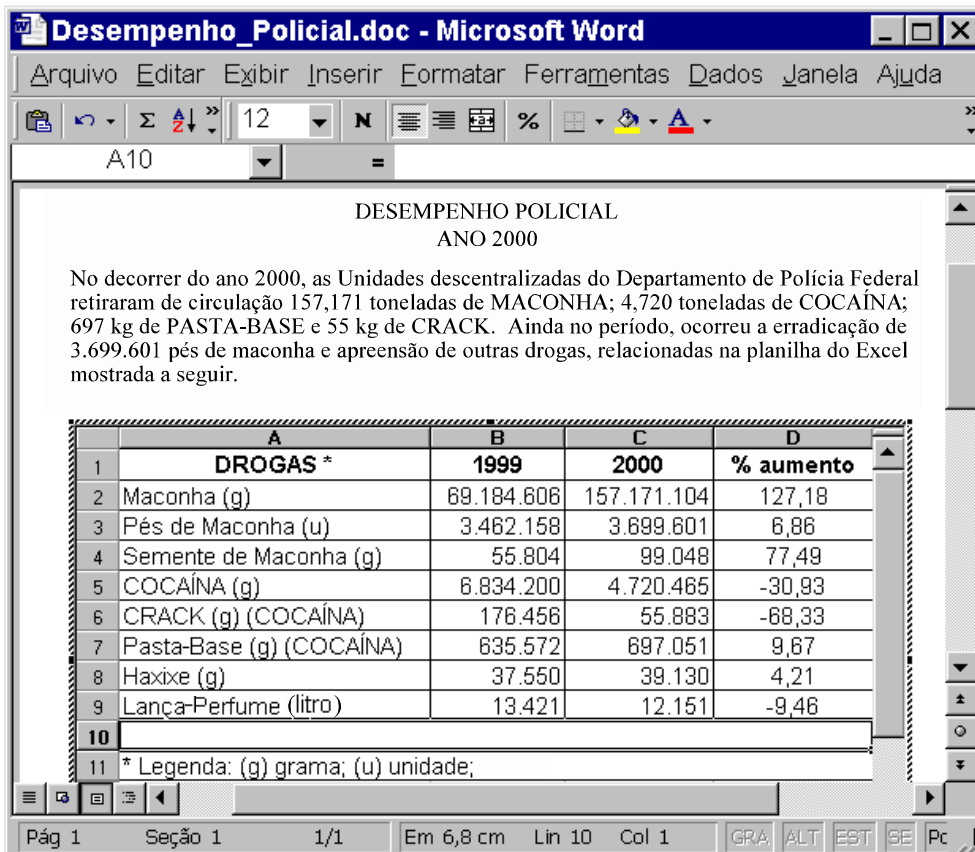 Desempenho_Policial.doc - Microsoft Word
Arquivo Editar Exibir Inserir Formatar Ferramentas Dados Janela Ajuda
Σ AZ 12 N % A
A10 =
DESEMPENHO POLICIAL
ANO 2000
No decorrer do ano 2000, as Unidades descentralizadas do Departamento de Polícia Federal
retiraram de circulação 157,171 toneladas de MACONHA; 4,720 toneladas de COCAÍNA;
697 kg de PASTA-BASE e 55 kg de CRACK. Ainda no período, ocorreu a erradicação de
3.699.601 pés de maconha e apreensão de outras drogas, relacionadas na planilha do Excel
mostrada a seguir.
A B C D
1 DROGAS * 1999 2000 % aumento
2 Maconha (g) 69.184.606 157.171.104 127,18
3 Pés de Maconha (u) 3.462.158 3.699.601 6,86
4 Semente de Maconha (g) 55.804 99.048 77,49
5 COCAÍNA (g) 6.834.200 4.720.465 -30,93
6 CRACK (g) (COCAÍNA) 176.456 55.883 -68,33
7 Pasta-Base (g) (COCAÍNA) 635.572 697.051 9,67
8 Haxixe (g) 37.550 39.130 4,21
9 Lança-Perfume (litro) 13.421 12.151 -9,46
10
11 * Legenda: (g) grama; (u) unidade;
Pág 1 Seção 1 1/1 Em 6,8 cm Lin 10 Col 1 GRA ALT EST SE Pc